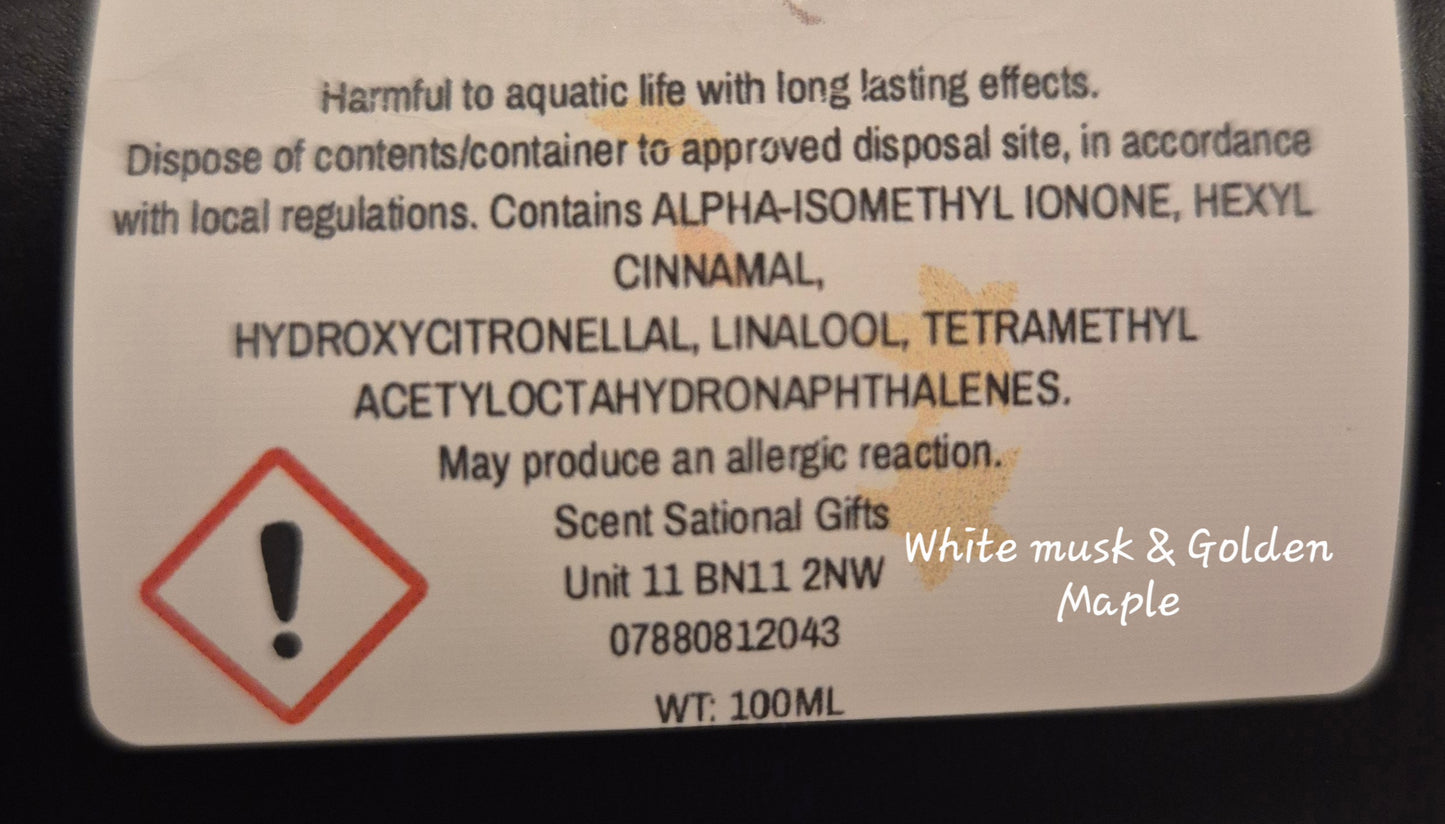 Harmful to aquatic life with long lasting effects.
Dispose of contents/container to approved disposal site, in accordance
with local regulations. Contains ALPHA-ISOMETHYL IONONE, HEXYL
CINNAMAL,
HYDROXYCITRONELLAL, LINALOOL, TETRAMETHYL
ACETYLOCTAHYDRONAPHTHALENES.
May produce an allergic reaction.
Scent Sational Gifts
Unit 11 BN11 2NW
07880812043
WT: 100ML
White musk & Golden
Maple